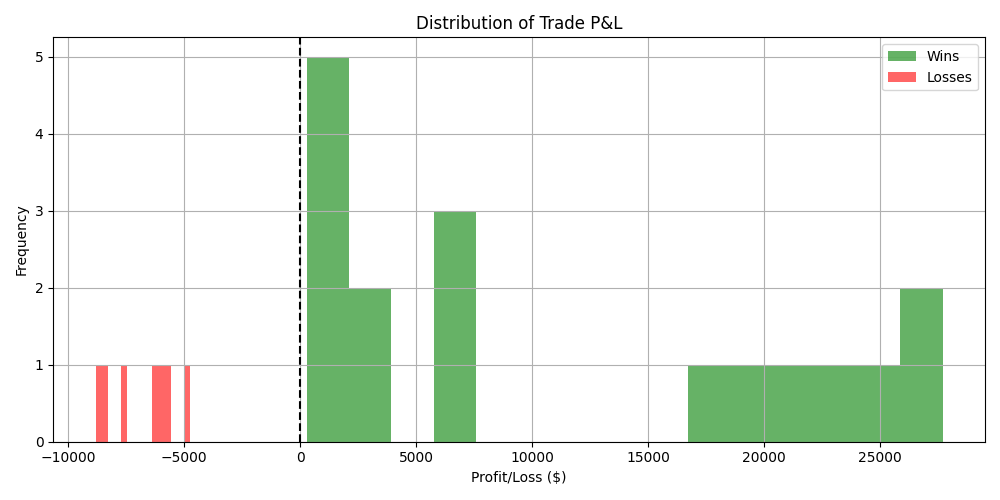 Distribution of Trade P&L
Wins
Losses
5
4
3
2
1
0
Frequency
−10000 −5000 0 5000 10000 15000 20000 25000
Profit/Loss ($)